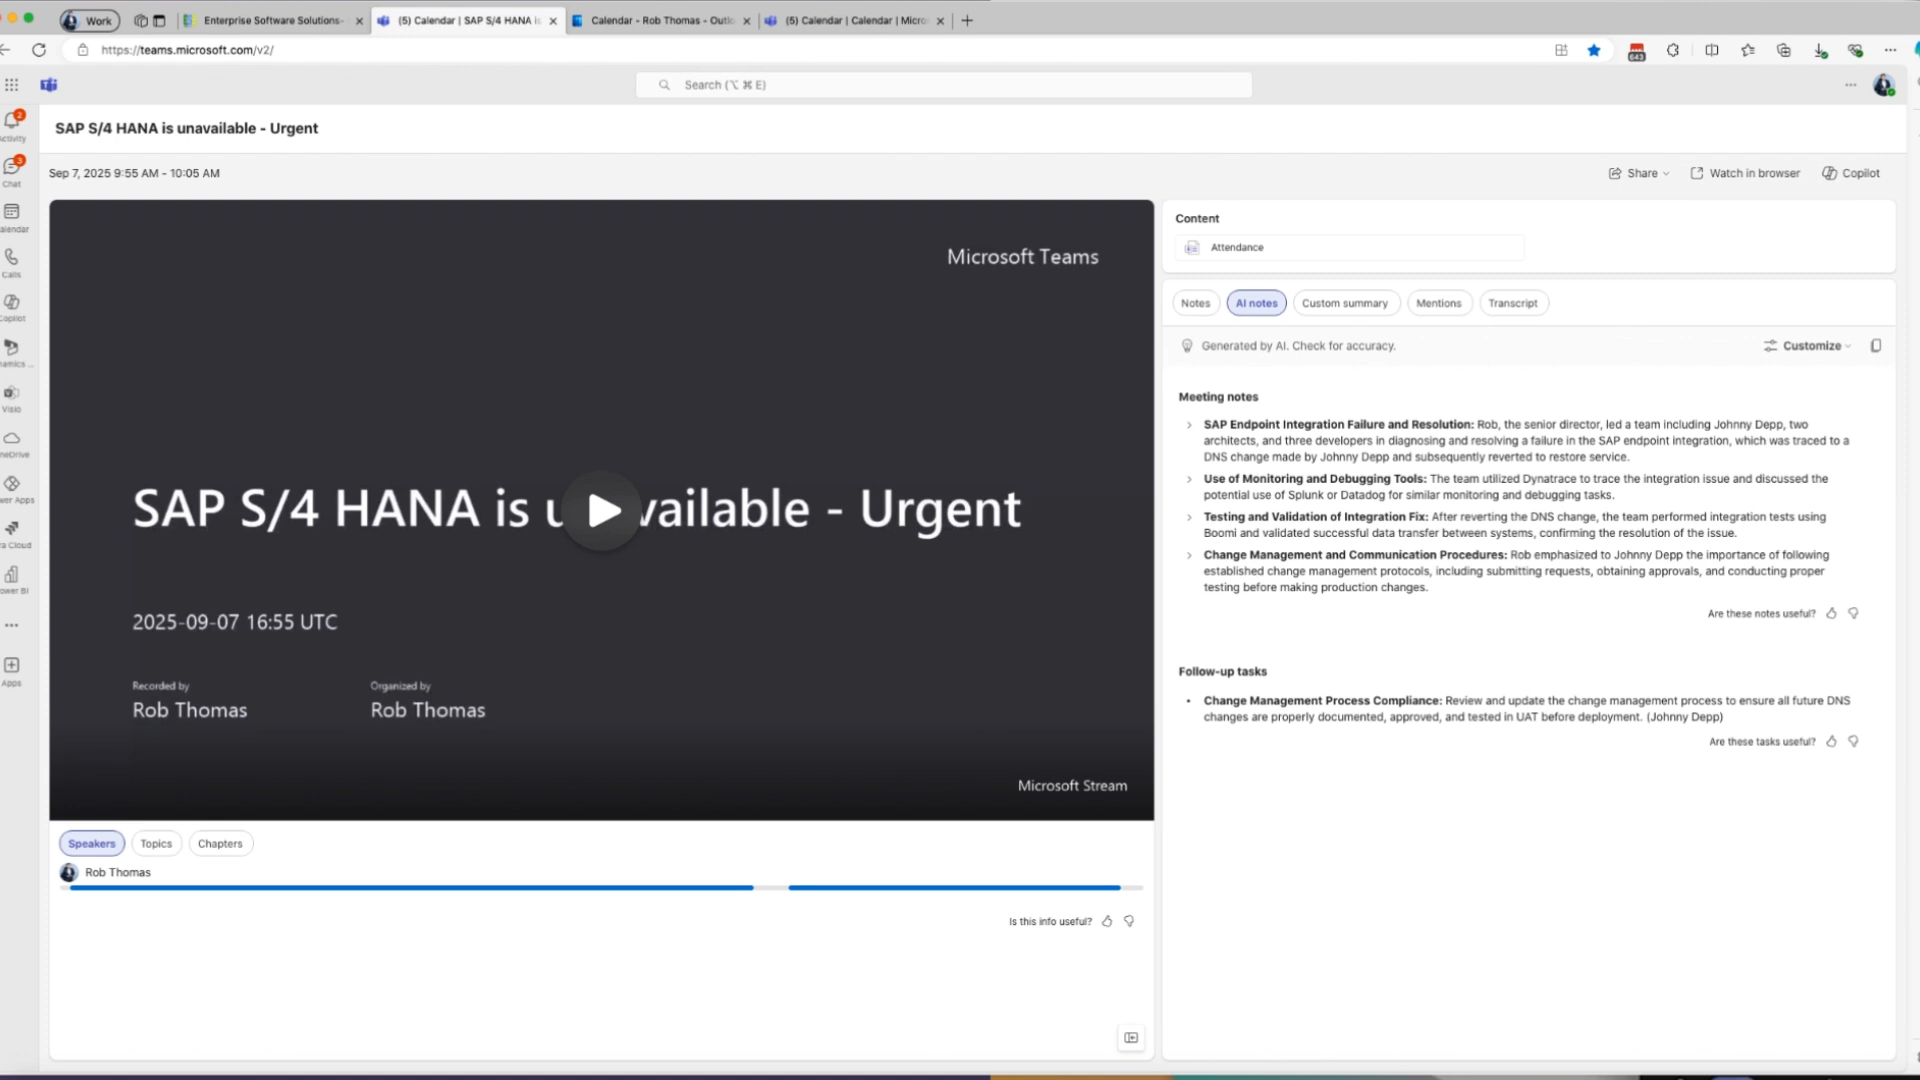 Work
Enterprise Software Solutions-
(5) Calendar | SAP S/4 HANA is
Calendar - Rob Thomas - Outlo
(5) Calendar | Calendar | Micro
https://teams.microsoft.com/v2/
643
Search (⌥ ⌘ E)
2
ctivity
3
Chat
alendar
Calls
Copilot
namics ...
Visio
neDrive
wer Apps
ra Cloud
ower BI
Apps
SAP S/4 HANA is unavailable - Urgent
Sep 7, 2025 9:55 AM - 10:05 AM
Share
Watch in browser
Copilot
Microsoft Teams
SAP S/4 HANA is u vailable - Urgent
2025-09-07 16:55 UTC
Recorded by
Organized by
Rob Thomas
Rob Thomas
Microsoft Stream
Speakers
Topics
Chapters
Rob Thomas
Is this info useful?
Content
Attendance
Notes
AI notes
Custom summary
Mentions
Transcript
Generated by AI. Check for accuracy.
Customize
Meeting notes
SAP Endpoint Integration Failure and Resolution: Rob, the senior director, led a team including Johnny Depp, two
architects, and three developers in diagnosing and resolving a failure in the SAP endpoint integration, which was traced to a
DNS change made by Johnny Depp and subsequently reverted to restore service.
Use of Monitoring and Debugging Tools: The team utilized Dynatrace to trace the integration issue and discussed the
potential use of Splunk or Datadog for similar monitoring and debugging tasks.
Testing and Validation of Integration Fix: After reverting the DNS change, the team performed integration tests using
Boomi and validated successful data transfer between systems, confirming the resolution of the issue.
Change Management and Communication Procedures: Rob emphasized to Johnny Depp the importance of following
established change management protocols, including submitting requests, obtaining approvals, and conducting proper
testing before making production changes.
Are these notes useful?
Follow-up tasks
• Change Management Process Compliance: Review and update the change management process to ensure all future DNS
changes are properly documented, approved, and tested in UAT before deployment. (Johnny Depp)
Are these tasks useful?